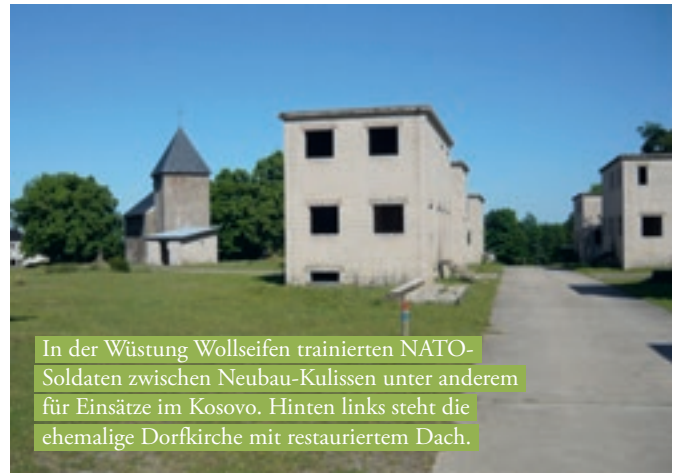 In der Wüstung Wollseifen trainierten NATO-
Soldaten zwischen Neubau-Kulissen unter anderem
für Einsätze im Kosovo. Hinten links steht die
ehemalige Dorfkirche mit restauriertem Dach.